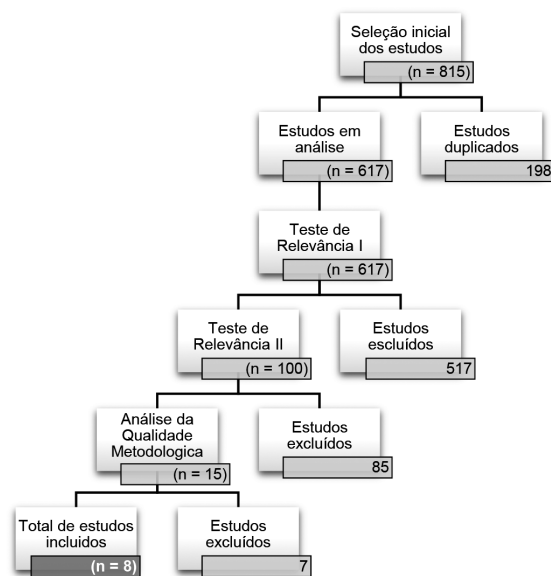 Seleção inicial
dos estudos
(n = 815)
Estudos em
análise
(n = 617)
Estudos
duplicados
198
Teste de
Relevância I
(n = 617)
Teste de
Relevância II
(n = 100)
Estudos
escluídos
517
Análise da
Qualidade
Metodologica
(n = 15)
Estudos
excluídos
85
Total de estudos
incluidos
(n = 8)
Estudos
excluídos
7